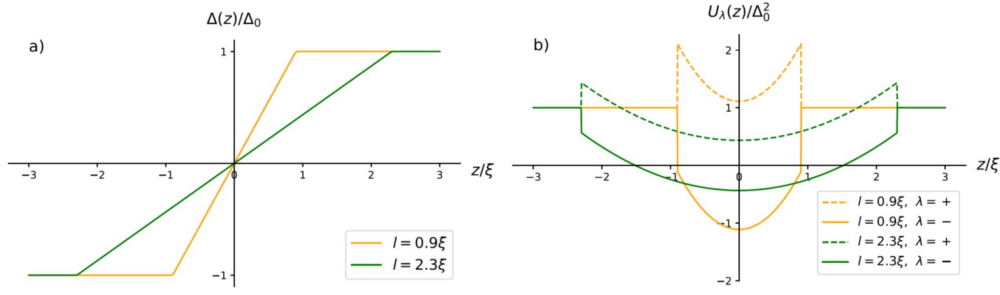 Δ(z)/Δ₀
a)
1
−3 −2 −1 0 1 2 3
z/ξ
−1
l = 0.9ξ
l = 2.3ξ
U_λ(z)/Δ₀²
b)
2
1
−3 −2 −1 0 1 2 3
z/ξ
−1
−2
l = 0.9ξ, λ = +
l = 0.9ξ, λ = −
l = 2.3ξ, λ = +
l = 2.3ξ, λ = −